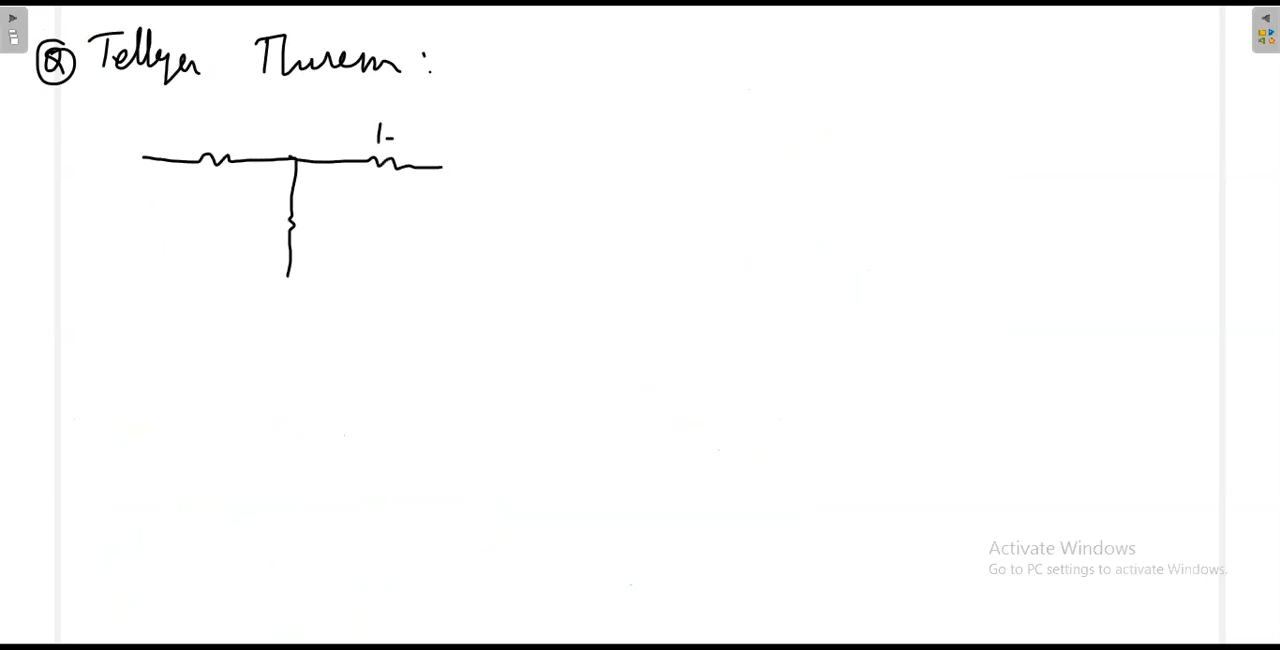 Tellegen Theorem :
1-
Activate Windows
Go to PC settings to activate Windows.